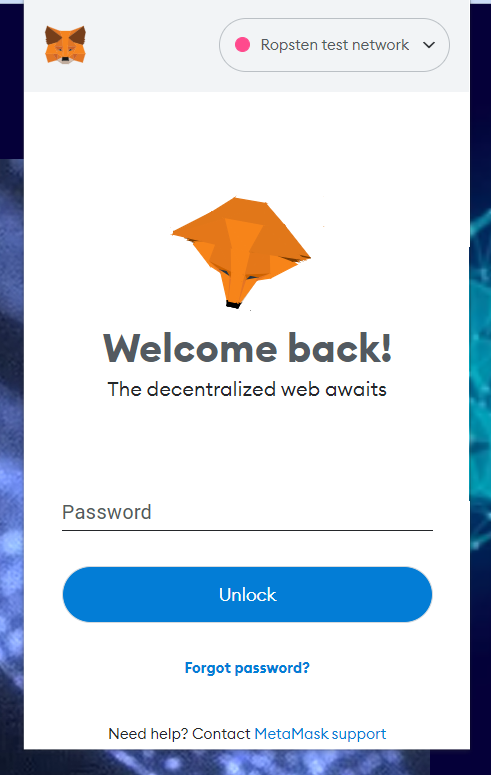 Ropsten test network
Welcome back!
The decentralized web awaits
Password
Unlock
Forgot password?
Need help? Contact MetaMask support